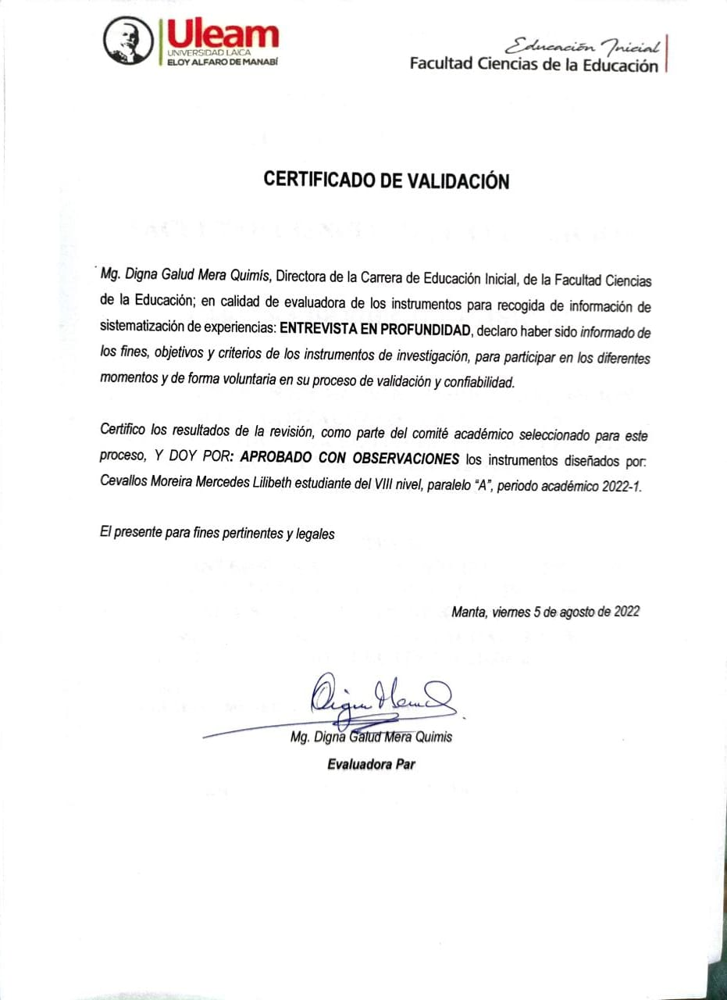 Uleam
UNIVERSIDAD LAICA
ELOY ALFARO DE MANABÍ
Educación Inicial
Facultad Ciencias de la Educación
CERTIFICADO DE VALIDACIÓN
Mg. Digna Galud Mera Quimís, Directora de la Carrera de Educación Inicial, de la Facultad Ciencias
de la Educación; en calidad de evaluadora de los instrumentos para recogida de información de
sistematización de experiencias: ENTREVISTA EN PROFUNDIDAD, declaro haber sido informado de
los fines, objetivos y criterios de los instrumentos de investigación, para participar en los diferentes
momentos y de forma voluntaria en su proceso de validación y confiabilidad.
Certifico los resultados de la revisión, como parte del comité académico seleccionado para este
proceso, Y DOY POR: APROBADO CON OBSERVACIONES los instrumentos diseñados por:
Cevallos Moreira Mercedes Lilibeth estudiante del VIII nivel, paralelo “A”, periodo académico 2022-1.
El presente para fines pertinentes y legales
Manta, viernes 5 de agosto de 2022
Mg. Digna Galud Mera Quimis
Evaluadora Par